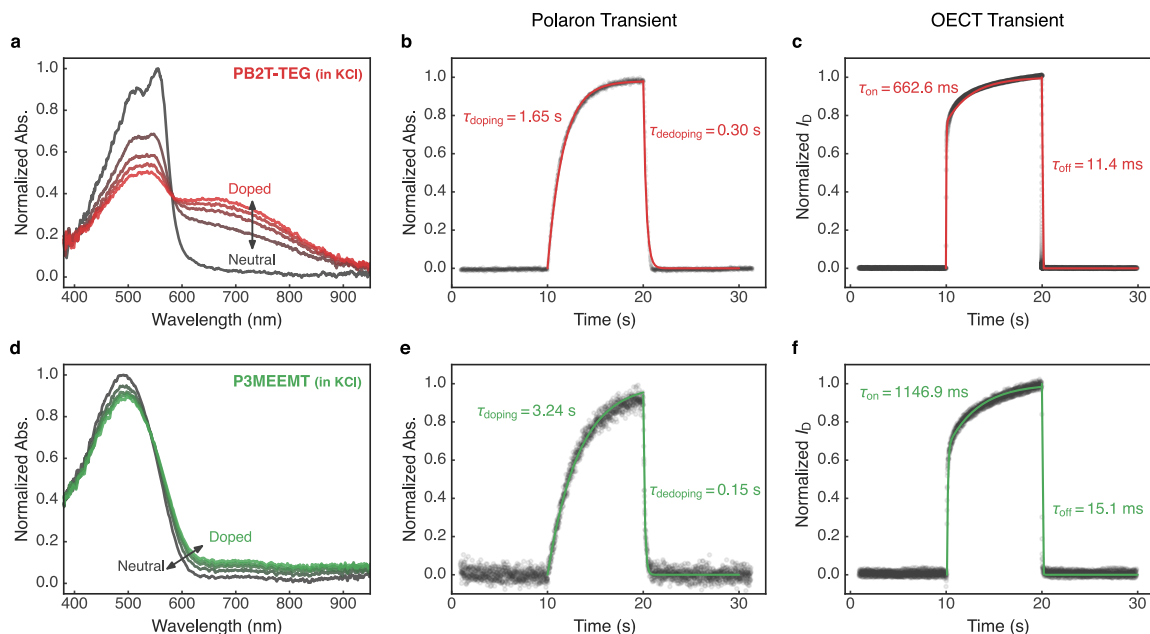 Polaron Transient
OECT Transient
a
PB2T-TEG (in KCl)
Normalized Abs.
1.0
0.8
0.6
0.4
0.2
0.0
Doped
Neutral
400 500 600 700 800 900
Wavelength (nm)
b
Normalized Abs.
1.0
0.8
0.6
0.4
0.2
0.0
τdoping = 1.65 s
τdedoping = 0.30 s
0 10 20 30
Time (s)
c
Normalized ID
1.0
0.8
0.6
0.4
0.2
0.0
τon = 662.6 ms
τoff = 11.4 ms
0 10 20 30
Time (s)
d
P3MEEMT (in KCl)
Normalized Abs.
1.0
0.8
0.6
0.4
0.2
0.0
Doped
Neutral
400 500 600 700 800 900
Wavelength (nm)
e
Normalized Abs.
1.0
0.8
0.6
0.4
0.2
0.0
τdoping = 3.24 s
τdedoping = 0.15 s
0 10 20 30
Time (s)
f
Normalized ID
1.0
0.8
0.6
0.4
0.2
0.0
τon = 1146.9 ms
τoff = 15.1 ms
0 10 20 30
Time (s)